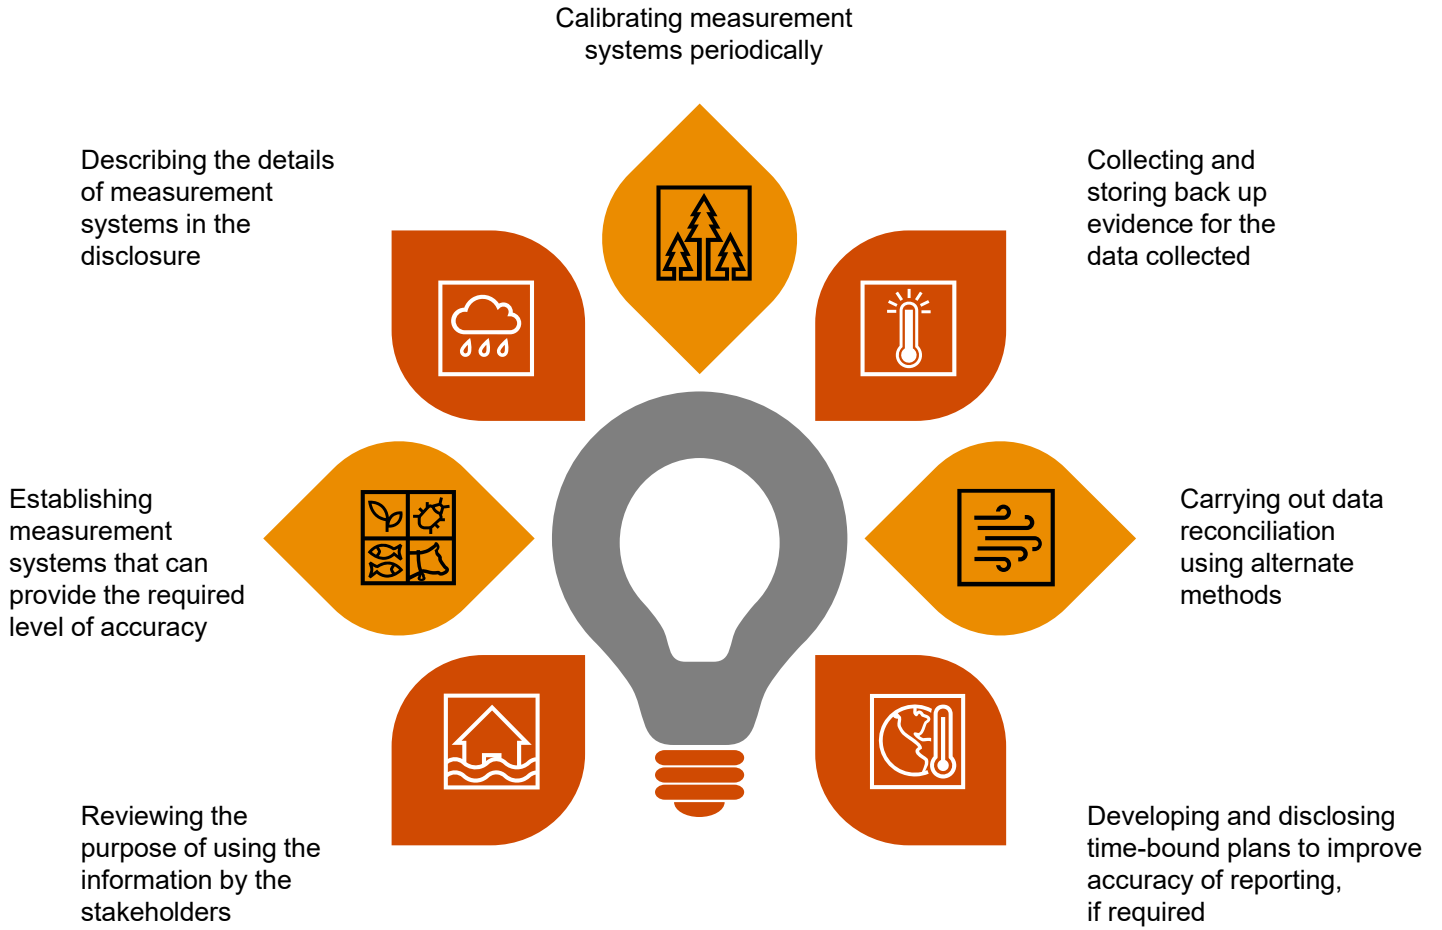 Calibrating measurement
systems periodically
Describing the details
of measurement
systems in the
disclosure
Collecting and
storing back up
evidence for the
data collected
Establishing
measurement
systems that can
provide the required
level of accuracy
Carrying out data
reconciliation
using alternate
methods
Reviewing the
purpose of using the
information by the
stakeholders
Developing and disclosing
time-bound plans to improve
accuracy of reporting,
if required